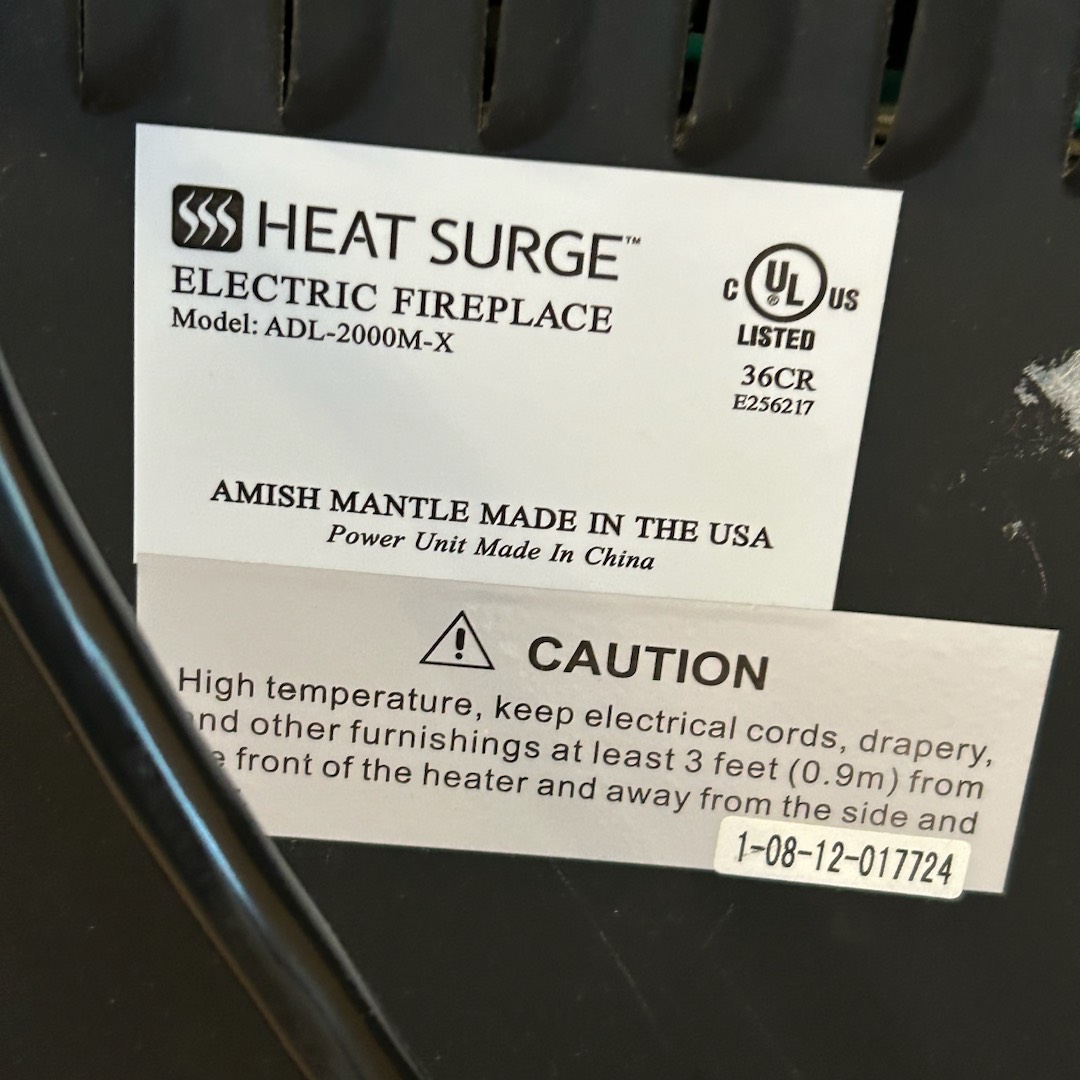 HEAT SURGE™
ELECTRIC FIREPLACE
Model: ADL-2000M-X
C UL® US
LISTED
36CR
E256217
AMISH MANTLE MADE IN THE USA
Power Unit Made In China
CAUTION
High temperature, keep electrical cords, drapery,
and other furnishings at least 3 feet (0.9m) from
front of the heater and away from the side and
1-08-12-017724